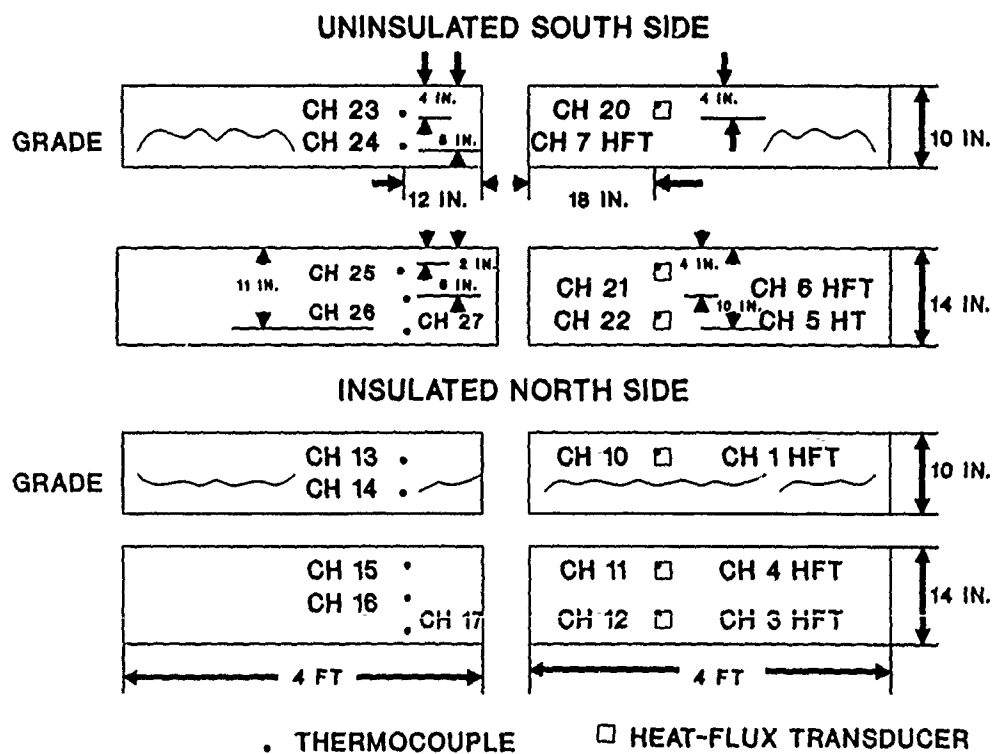 UNINSULATED SOUTH SIDE
CH 23
4 IN.
CH 20
4 IN.
10 IN.
GRADE
CH 24
8 IN.
CH 7 HFT
12 IN.
18 IN.
CH 25
2 IN.
4 IN.
11 IN.
CH 21
CH 6 HFT
6 IN.
14 IN.
CH 26
CH 27
10 IN.
CH 22
CH 5 HT
INSULATED NORTH SIDE
CH 13
CH 10
CH 1 HFT
10 IN.
GRADE
CH 14
CH 15
CH 11
CH 4 HFT
14 IN.
CH 16
CH 17
CH 12
CH 3 HFT
4 FT
4 FT
. THERMOCOUPLE
□ HEAT-FLUX TRANSDUCER